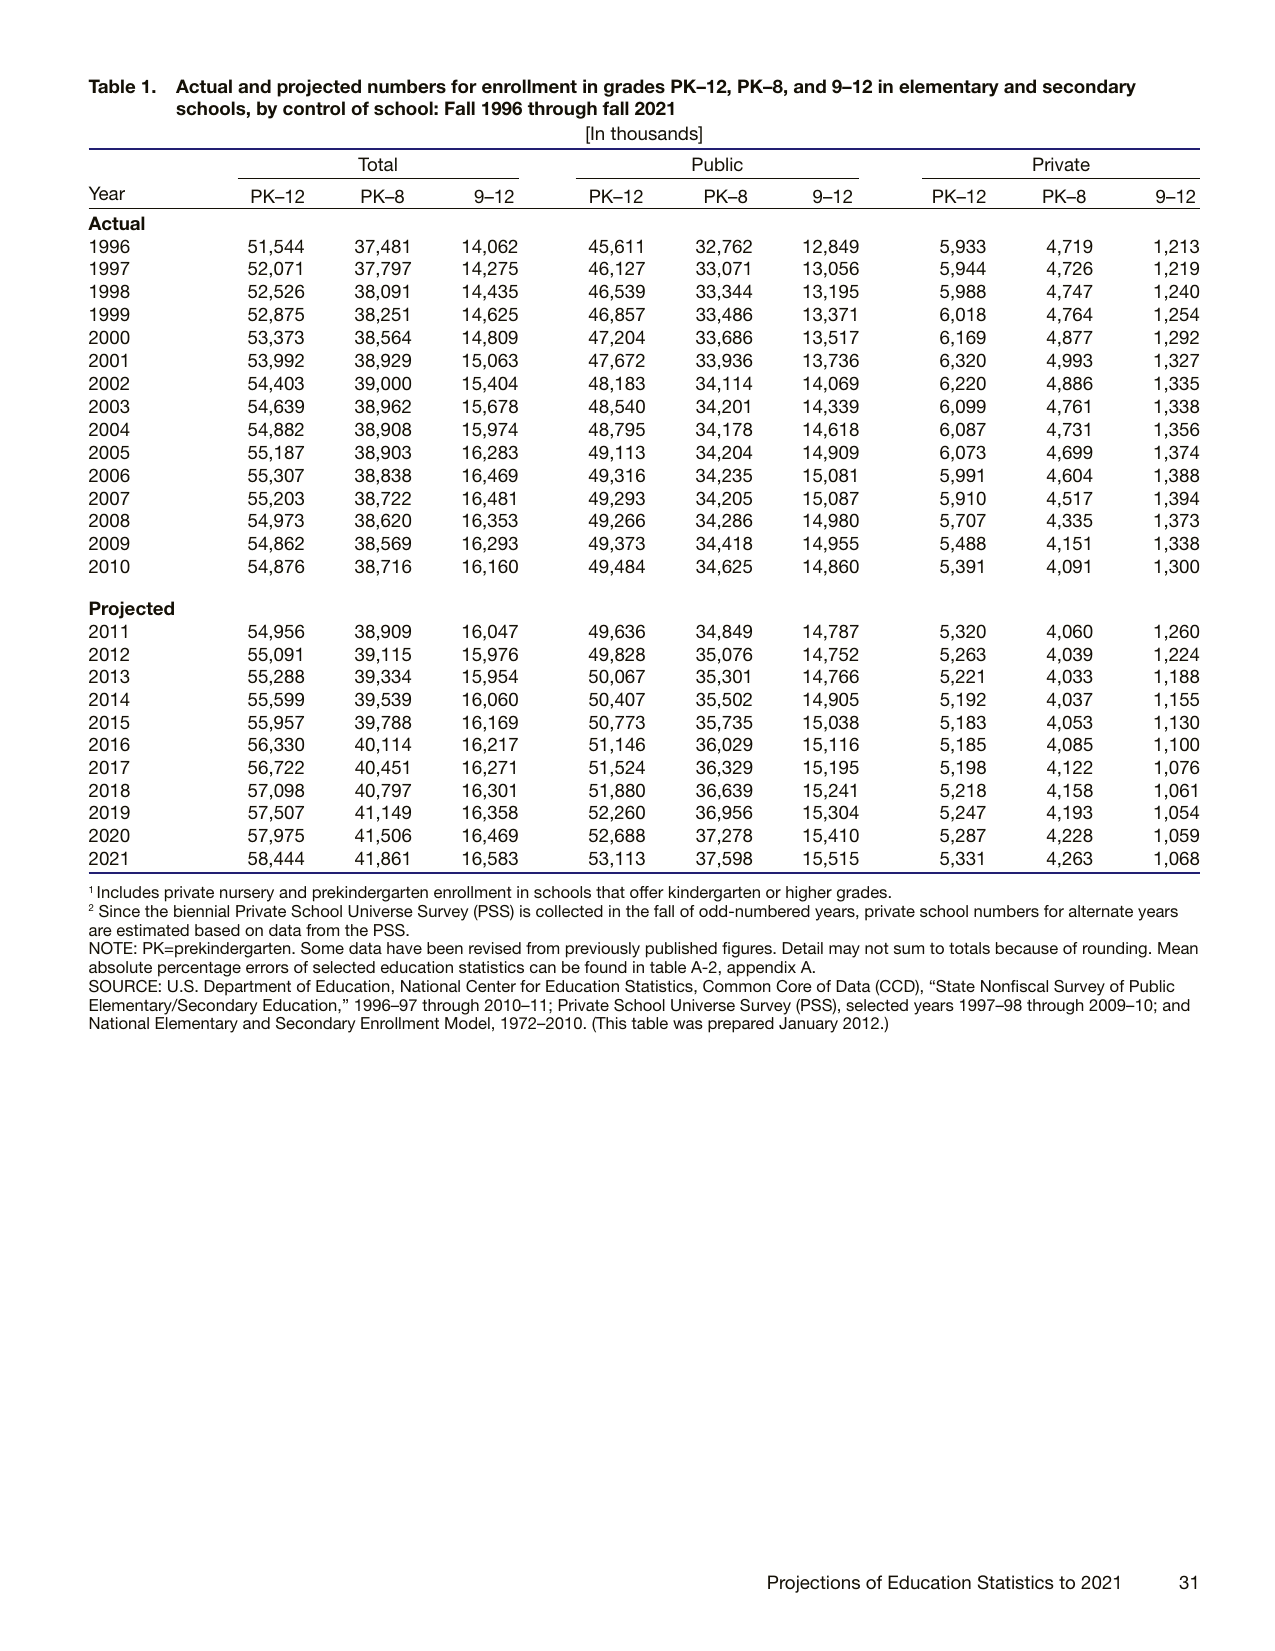 Table 1. Actual and projected numbers for enrollment in grades PK–12, PK–8, and 9–12 in elementary and secondary
schools, by control of school: Fall 1996 through fall 2021
[In thousands]
Total Public Private
Year PK–12 PK–8 9–12 PK–12 PK–8 9–12 PK–12 PK–8 9–12
Actual
1996 51,544 37,481 14,062 45,611 32,762 12,849 5,933 4,719 1,213
1997 52,071 37,797 14,275 46,127 33,071 13,056 5,944 4,726 1,219
1998 52,526 38,091 14,435 46,539 33,344 13,195 5,988 4,747 1,240
1999 52,875 38,251 14,625 46,857 33,486 13,371 6,018 4,764 1,254
2000 53,373 38,564 14,809 47,204 33,686 13,517 6,169 4,877 1,292
2001 53,992 38,929 15,063 47,672 33,936 13,736 6,320 4,993 1,327
2002 54,403 39,000 15,404 48,183 34,114 14,069 6,220 4,886 1,335
2003 54,639 38,962 15,678 48,540 34,201 14,339 6,099 4,761 1,338
2004 54,882 38,908 15,974 48,795 34,178 14,618 6,087 4,731 1,356
2005 55,187 38,903 16,283 49,113 34,204 14,909 6,073 4,699 1,374
2006 55,307 38,838 16,469 49,316 34,235 15,081 5,991 4,604 1,388
2007 55,203 38,722 16,481 49,293 34,205 15,087 5,910 4,517 1,394
2008 54,973 38,620 16,353 49,266 34,286 14,980 5,707 4,335 1,373
2009 54,862 38,569 16,293 49,373 34,418 14,955 5,488 4,151 1,338
2010 54,876 38,716 16,160 49,484 34,625 14,860 5,391 4,091 1,300
Projected
2011 54,956 38,909 16,047 49,636 34,849 14,787 5,320 4,060 1,260
2012 55,091 39,115 15,976 49,828 35,076 14,752 5,263 4,039 1,224
2013 55,288 39,334 15,954 50,067 35,301 14,766 5,221 4,033 1,188
2014 55,599 39,539 16,060 50,407 35,502 14,905 5,192 4,037 1,155
2015 55,957 39,788 16,169 50,773 35,735 15,038 5,183 4,053 1,130
2016 56,330 40,114 16,217 51,146 36,029 15,116 5,185 4,085 1,100
2017 56,722 40,451 16,271 51,524 36,329 15,195 5,198 4,122 1,076
2018 57,098 40,797 16,301 51,880 36,639 15,241 5,218 4,158 1,061
2019 57,507 41,149 16,358 52,260 36,956 15,304 5,247 4,193 1,054
2020 57,975 41,506 16,469 52,688 37,278 15,410 5,287 4,228 1,059
2021 58,444 41,861 16,583 53,113 37,598 15,515 5,331 4,263 1,068
1 Includes private nursery and prekindergarten enrollment in schools that offer kindergarten or higher grades.
2 Since the biennial Private School Universe Survey (PSS) is collected in the fall of odd-numbered years, private school numbers for alternate years
are estimated based on data from the PSS.
NOTE: PK=prekindergarten. Some data have been revised from previously published figures. Detail may not sum to totals because of rounding. Mean
absolute percentage errors of selected education statistics can be found in table A-2, appendix A.
SOURCE: U.S. Department of Education, National Center for Education Statistics, Common Core of Data (CCD), “State Nonfiscal Survey of Public
Elementary/Secondary Education,” 1996–97 through 2010–11; Private School Universe Survey (PSS), selected years 1997–98 through 2009–10; and
National Elementary and Secondary Enrollment Model, 1972–2010. (This table was prepared January 2012.)
Projections of Education Statistics to 2021 31